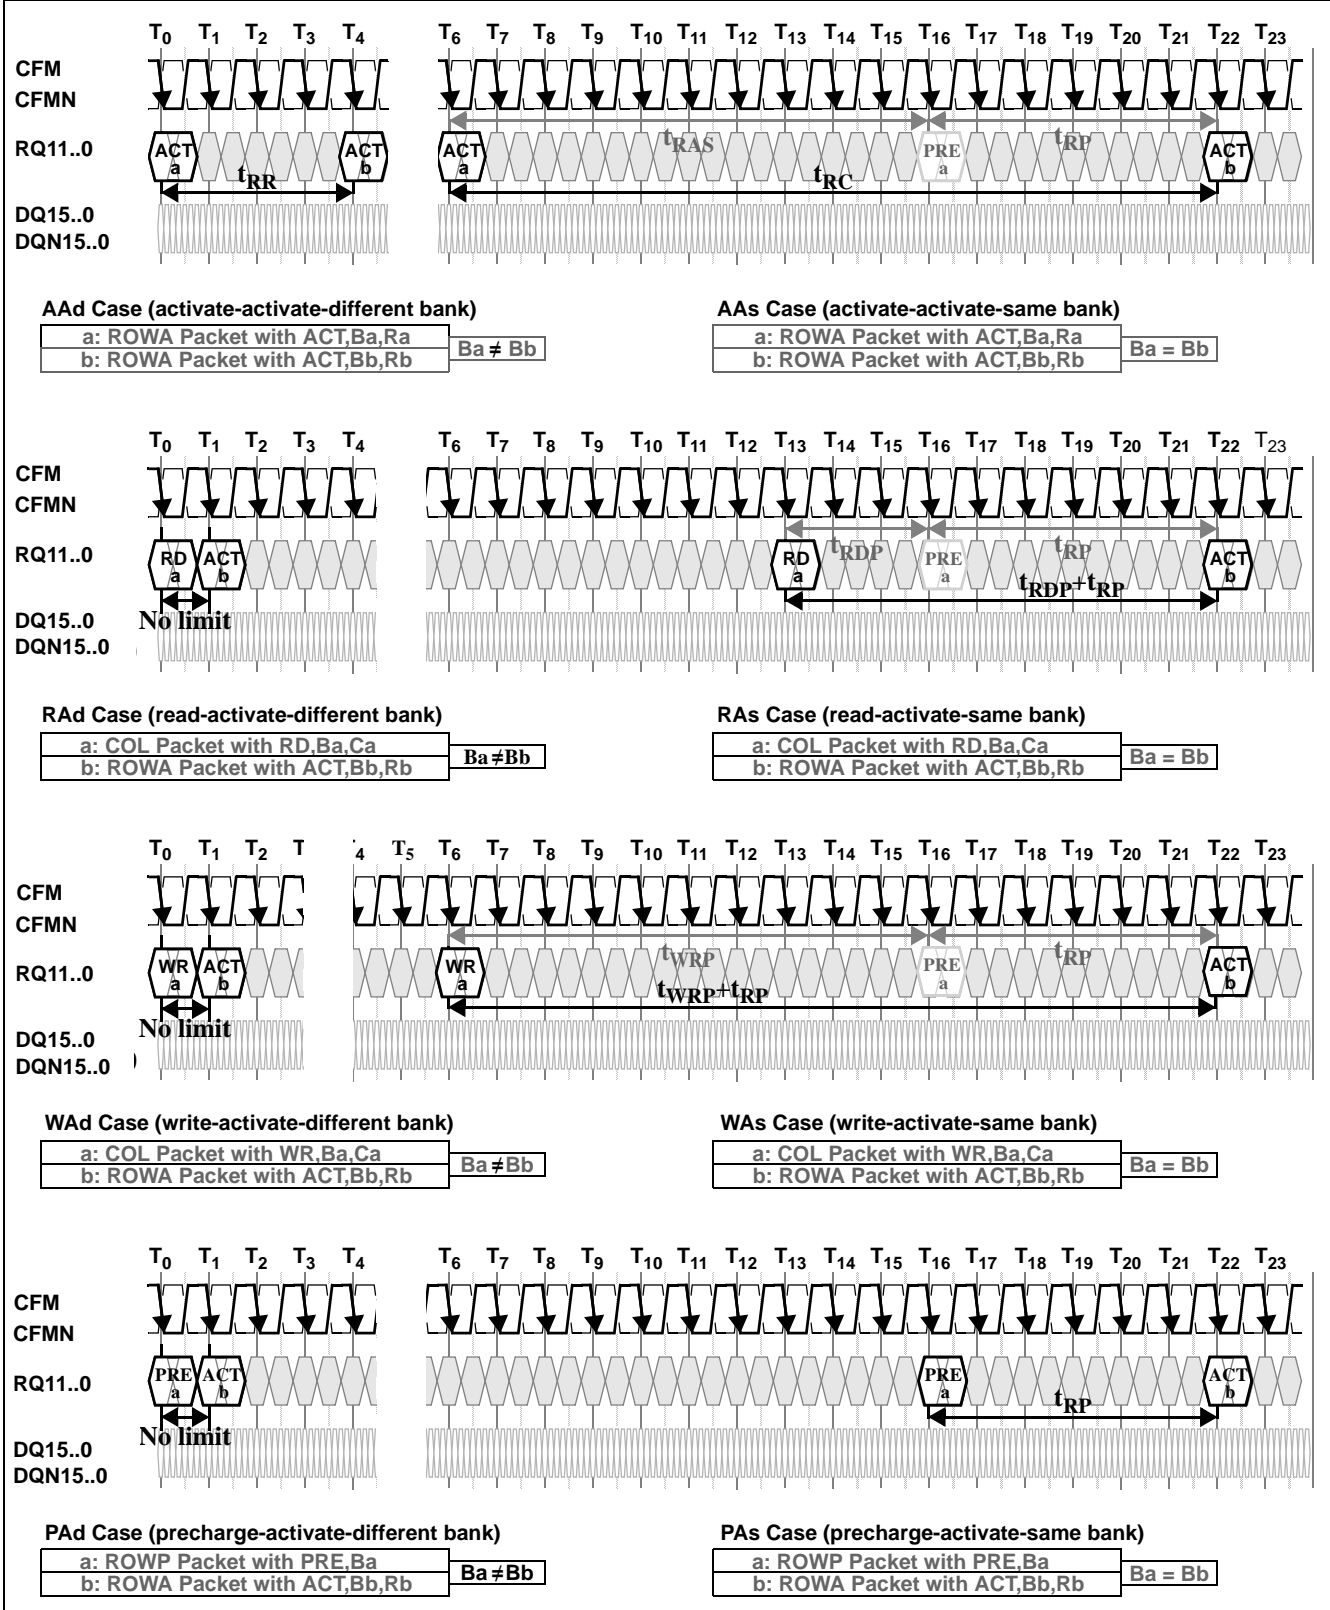 T0 T1 T2 T3 T4 T6 T7 T8 T9 T10 T11 T12 T13 T14 T15 T16 T17 T18 T19 T20 T21 T22 T23
CFM
CFMN
tRAS tRP
RQ11..0 ACT a ACT b ACT a PRE a ACT b
tRR tRC
DQ15..0
DQN15..0
AAd Case (activate-activate-different bank) AAs Case (activate-activate-same bank)
a: ROWA Packet with ACT,Ba,Ra a: ROWA Packet with ACT,Ba,Ra
Ba ≠ Bb Ba = Bb
b: ROWA Packet with ACT,Bb,Rb b: ROWA Packet with ACT,Bb,Rb
T0 T1 T2 T3 T4 T6 T7 T8 T9 T10 T11 T12 T13 T14 T15 T16 T17 T18 T19 T20 T21 T22 T23
CFM
CFMN
tRDP tRP
RQ11..0 RD a ACT b RD a PRE a ACT b
tRDP+tRP
No limit
DQ15..0
DQN15..0
RAd Case (read-activate-different bank) RAs Case (read-activate-same bank)
a: COL Packet with RD,Ba,Ca a: COL Packet with RD,Ba,Ca
Ba ≠Bb Ba = Bb
b: ROWA Packet with ACT,Bb,Rb b: ROWA Packet with ACT,Bb,Rb
T0 T1 T2 T 4 T5 T6 T7 T8 T9 T10 T11 T12 T13 T14 T15 T16 T17 T18 T19 T20 T21 T22 T23
CFM
CFMN
tWRP tRP
RQ11..0 WR a ACT b WR a PRE a ACT b
tWRP+tRP
No limit
DQ15..0
DQN15..0
WAd Case (write-activate-different bank) WAs Case (write-activate-same bank)
a: COL Packet with WR,Ba,Ca a: COL Packet with WR,Ba,Ca
Ba ≠Bb Ba = Bb
b: ROWA Packet with ACT,Bb,Rb b: ROWA Packet with ACT,Bb,Rb
T0 T1 T2 T3 T4 T6 T7 T8 T9 T10 T11 T12 T13 T14 T15 T16 T17 T18 T19 T20 T21 T22 T23
CFM
CFMN
RQ11..0 PRE a ACT b PRE a ACT b
tRP
No limit
DQ15..0
DQN15..0
PAd Case (precharge-activate-different bank) PAs Case (precharge-activate-same bank)
a: ROWP Packet with PRE,Ba a: ROWP Packet with PRE,Ba
Ba ≠Bb Ba = Bb
b: ROWA Packet with ACT,Bb,Rb b: ROWA Packet with ACT,Bb,Rb